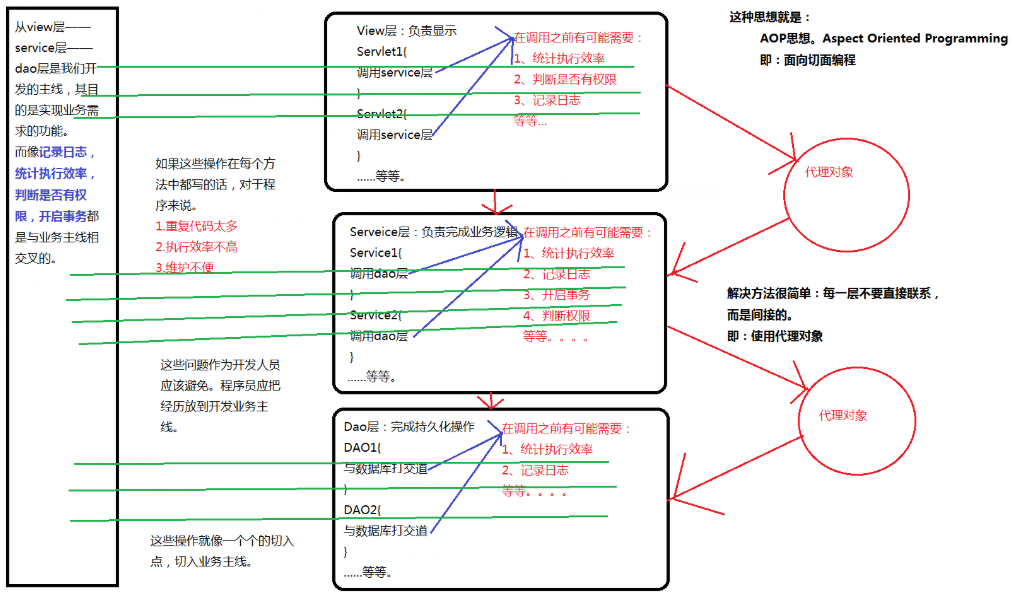 从view层——
service层——
dao层是我们开
发的主线，其目
的是实现业务需
求的功能。
而像记录日志，
统计执行效率，
判断是否有权
限，开启事务都
是与业务主线相
交叉的。
如果这些操作在每个方
法中都写的话，对于程
序来说。
1.重复代码太多
2.执行效率不高
3.维护不便
这些问题作为开发人员
应该避免。程序员应把
经历放到开发业务主
线。
这些操作就像一个个的切入
点，切入业务主线。
View层：负责显示
Servlet1{
调用service层
}
Servlet2{
调用service层
}
......等等。
在调用之前有可能需要：
1、统计执行效率
2、判断是否有权限
3、记录日志
等等...
Serveice层：负责完成业务逻辑
Service1{
调用dao层
}
Service2{
调用dao层
}
......等等。
在调用之前有可能需要：
1、统计执行效率
2、记录日志
3、开启事务
4、判断权限
等等。。。。
Dao层：完成持久化操作
DAO1{
与数据库打交道
}
DAO2{
与数据库打交道
}
......等等。
在调用之前有可能需要：
1、统计执行效率
2、记录日志
等等。。。。
这种思想就是：
AOP思想。Aspect Oriented Programming
即：面向切面编程
代理对象
解决方法很简单：每一层不要直接联系，
而是间接的。
即：使用代理对象
代理对象